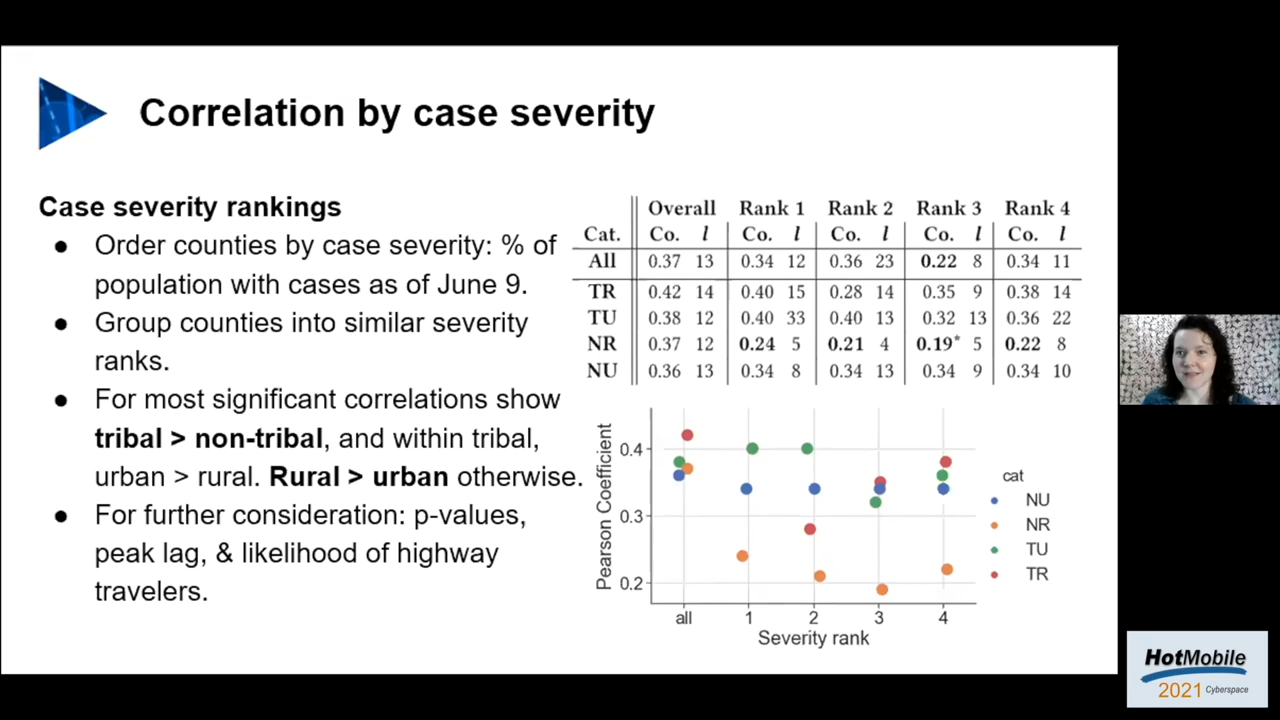 Correlation by case severity
Case severity rankings
● Order counties by case severity: % of
population with cases as of June 9.
● Group counties into similar severity
ranks.
● For most significant correlations show
tribal > non-tribal, and within tribal,
urban > rural. Rural > urban otherwise.
● For further consideration: p-values,
peak lag, & likelihood of highway
travelers.
Overall Rank 1 Rank 2 Rank 3 Rank 4
Cat. Co. l Co. l Co. l Co. l Co. l
All 0.37 13 0.34 12 0.36 23 0.22 8 0.34 11
TR 0.42 14 0.40 15 0.28 14 0.35 9 0.38 14
TU 0.38 12 0.40 33 0.40 13 0.32 13 0.36 22
NR 0.37 12 0.24 5 0.21 4 0.19* 5 0.22 8
NU 0.36 13 0.34 8 0.34 13 0.34 9 0.34 10
Pearson Coefficient
0.4
0.3
0.2
all 1 2 3 4
Severity rank
cat
NU
NR
TU
TR
HotMobile
2021 Cyberspace